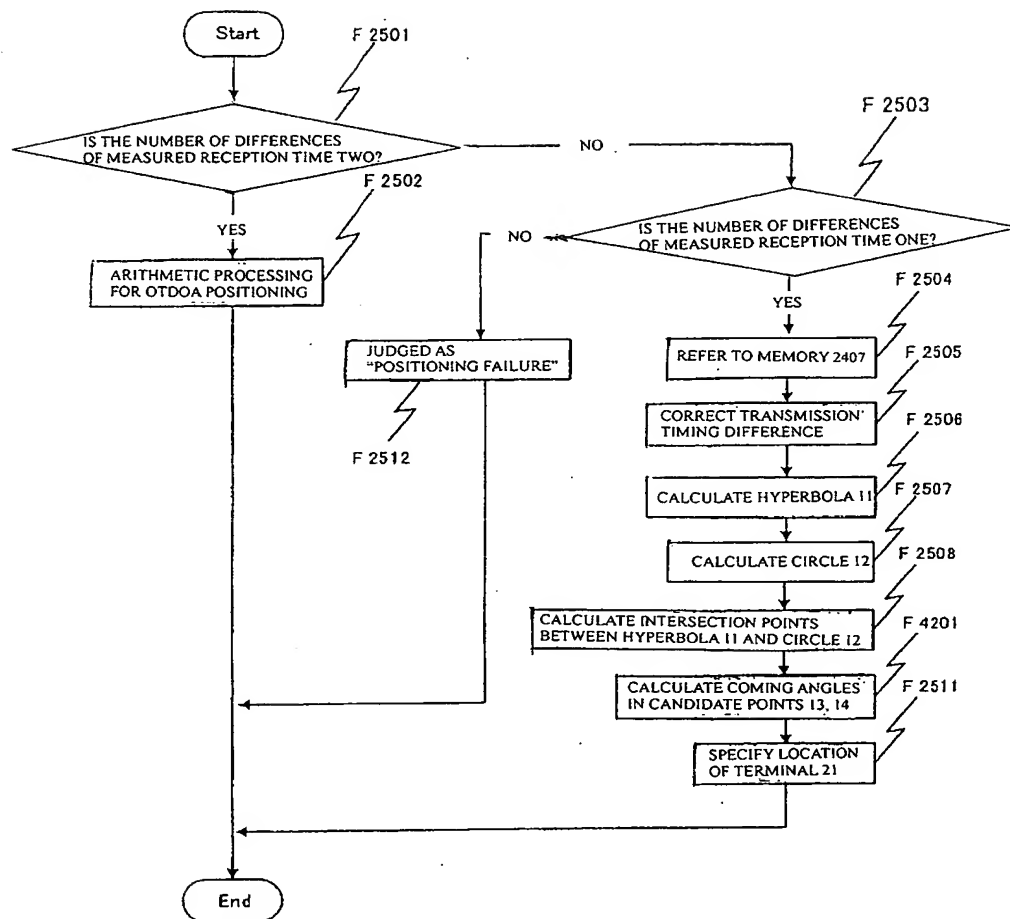 Start
F 2501
IS THE NUMBER OF DIFFERENCES
OF MEASURED RECEPTION TIME TWO?
NO
F 2503
IS THE NUMBER OF DIFFERENCES
OF MEASURED RECEPTION TIME ONE?
F 2502
YES
ARITHMETIC PROCESSING
FOR OTDOA POSITIONING
NO
YES
JUDGED AS
"POSITIONING FAILURE"
F 2512
F 2504
REFER TO MEMORY 2407
F 2505
CORRECT TRANSMISSION
TIMING DIFFERENCE
F 2506
CALCULATE HYPERBOLA 11
F 2507
CALCULATE CIRCLE 12
F 2508
CALCULATE INTERSECTION POINTS
BETWEEN HYPERBOLA 11 AND CIRCLE 12
F 4201
CALCULATE COMING ANGLES
IN CANDIDATE POINTS 13, 14
F 2511
SPECIFY LOCATION
OF TERMINAL 21
End